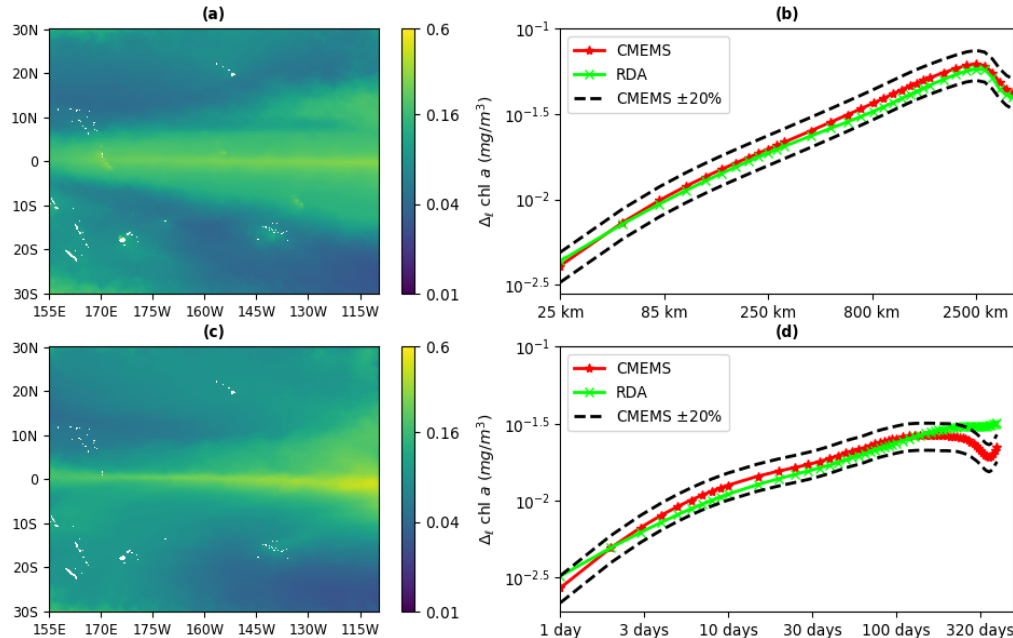 (a)
30N
20N
10N
0
10S
20S
30S
155E 170E 175W 160W 145W 130W 115W
0.6
0.16
0.04
0.01
Δℓ chl a (mg/m³)
(b)
10⁻¹
10⁻¹·⁵
10⁻²
10⁻²·⁵
CMEMS
RDA
CMEMS ±20%
25 km 85 km 250 km 800 km 2500 km
(c)
30N
20N
10N
0
10S
20S
30S
155E 170E 175W 160W 145W 130W 115W
0.6
0.16
0.04
0.01
Δℓ chl a (mg/m³)
(d)
10⁻¹
10⁻¹·⁵
10⁻²
10⁻²·⁵
CMEMS
RDA
CMEMS ±20%
1 days 3 days 10 days 30 days 100 days 320 days